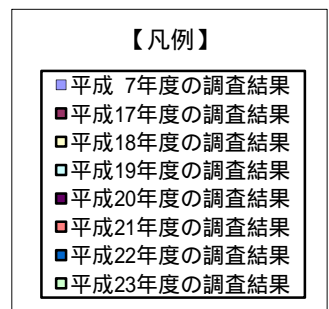 【凡例】
平成 7年度の調査結果
平成17年度の調査結果
平成18年度の調査結果
平成19年度の調査結果
平成20年度の調査結果
平成21年度の調査結果
平成22年度の調査結果
平成23年度の調査結果